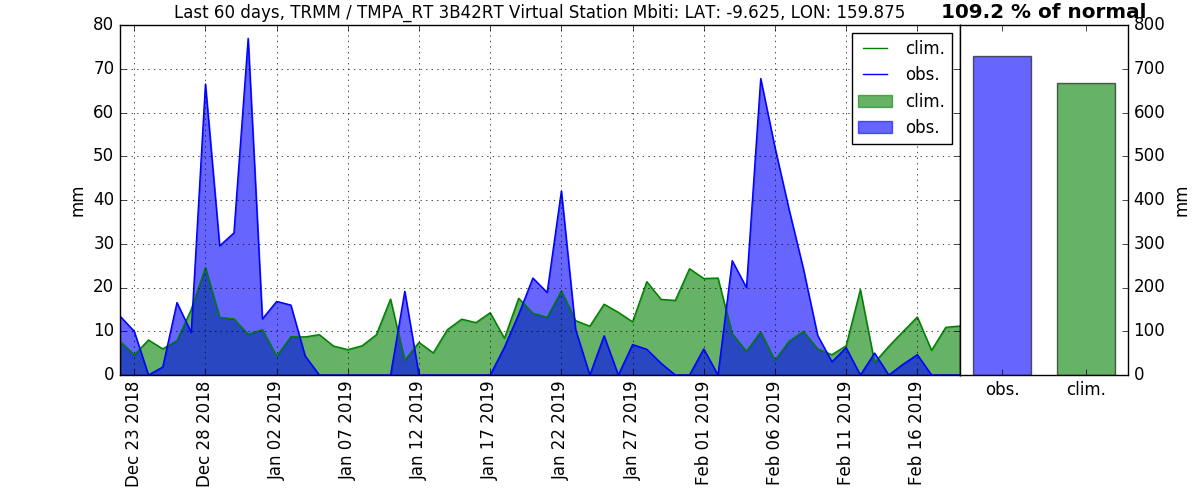 Last 60 days, TRMM / TMPA_RT 3B42RT Virtual Station Mbiti: LAT: -9.625, LON: 159.875
109.2 % of normal
80
70
60
50
40
30
20
10
0
mm
clim.
obs.
clim.
obs.
800
700
600
500
400
300
200
100
0
mm
Dec 23 2018
Dec 28 2018
Jan 02 2019
Jan 07 2019
Jan 12 2019
Jan 17 2019
Jan 22 2019
Jan 27 2019
Feb 01 2019
Feb 06 2019
Feb 11 2019
Feb 16 2019
obs.
clim.